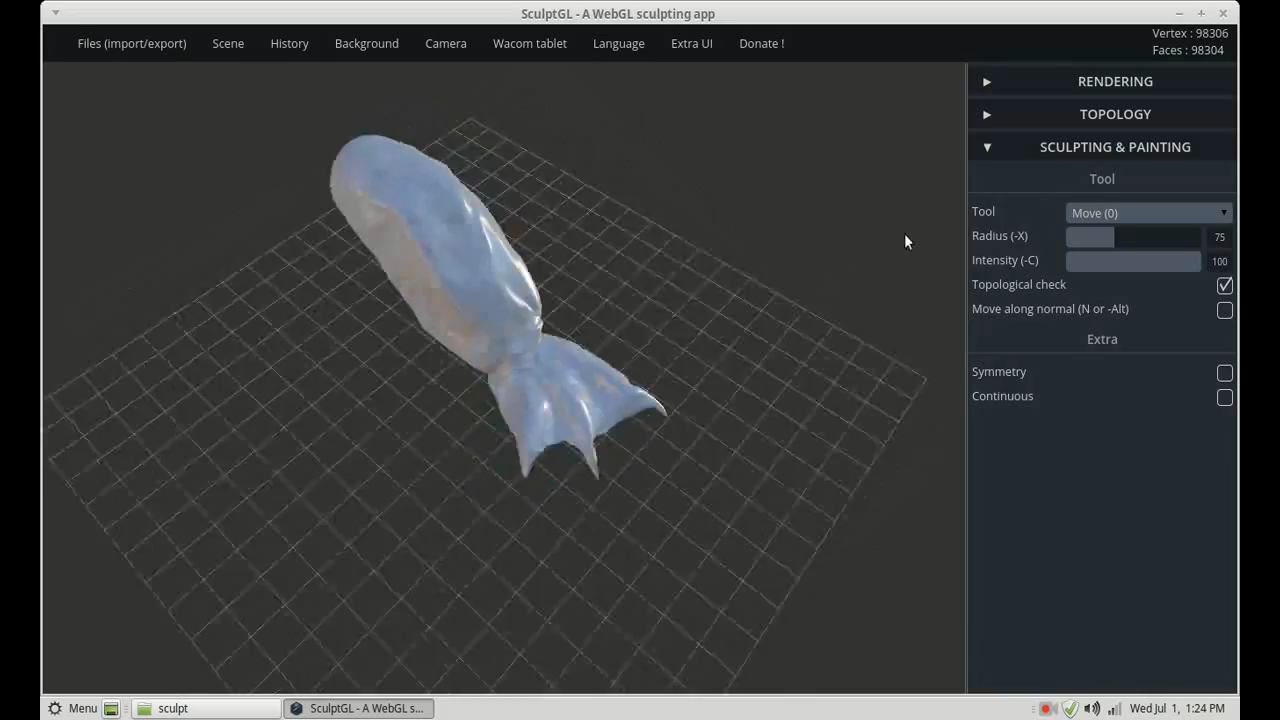 SculptGL - A WebGL sculpting app
Files (import/export) Scene History Background Camera Wacom tablet Language Extra UI Donate !
Vertex : 98306
Faces : 98304
RENDERING
TOPOLOGY
SCULPTING & PAINTING
Tool
Tool Move (0)
Radius (-X) 75
Intensity (-C) 100
Topological check
Move along normal (N or -Alt)
Extra
Symmetry
Continuous
Menu sculpt SculptGL - A WebGL s... Wed Jul 1, 1:24 PM